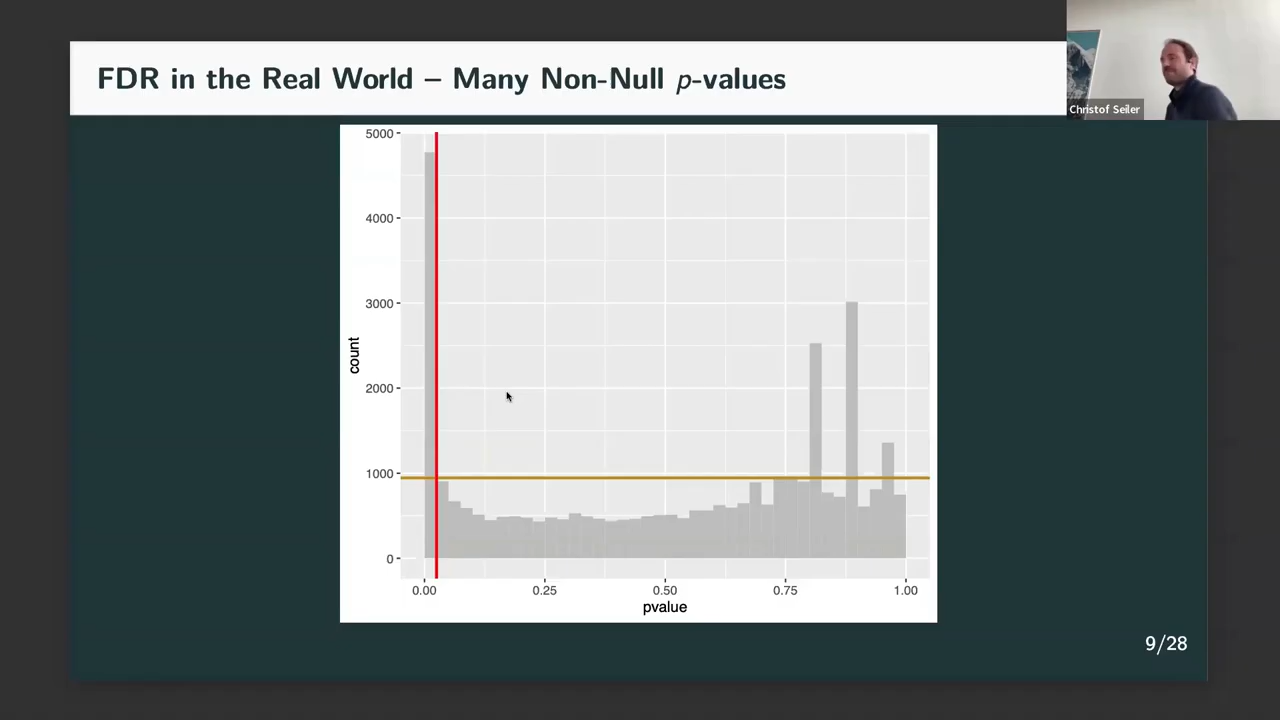 FDR in the Real World – Many Non-Null p-values
Christof Seiler
5000
4000
3000
2000
1000
0
count
0.00 0.25 0.50 0.75 1.00
pvalue
9/28